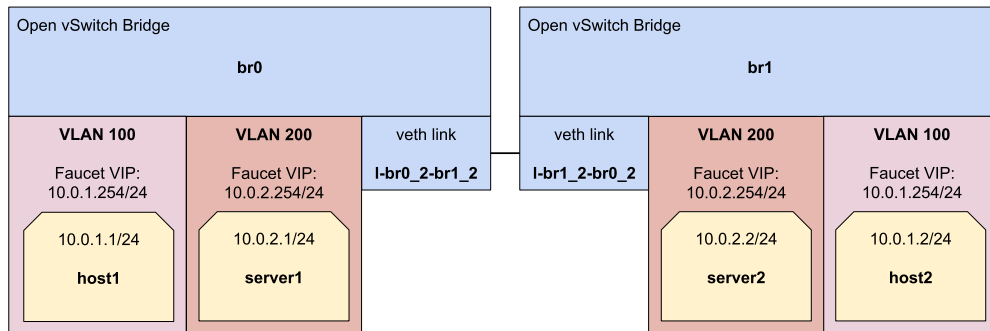 Open vSwitch Bridge
br0
VLAN 100
Faucet VIP:
10.0.1.254/24
10.0.1.1/24
host1
VLAN 200
Faucet VIP:
10.0.2.254/24
10.0.2.1/24
server1
veth link
l-br0_2-br1_2
Open vSwitch Bridge
br1
veth link
l-br1_2-br0_2
VLAN 200
Faucet VIP:
10.0.2.254/24
10.0.2.2/24
server2
VLAN 100
Faucet VIP:
10.0.1.254/24
10.0.1.2/24
host2